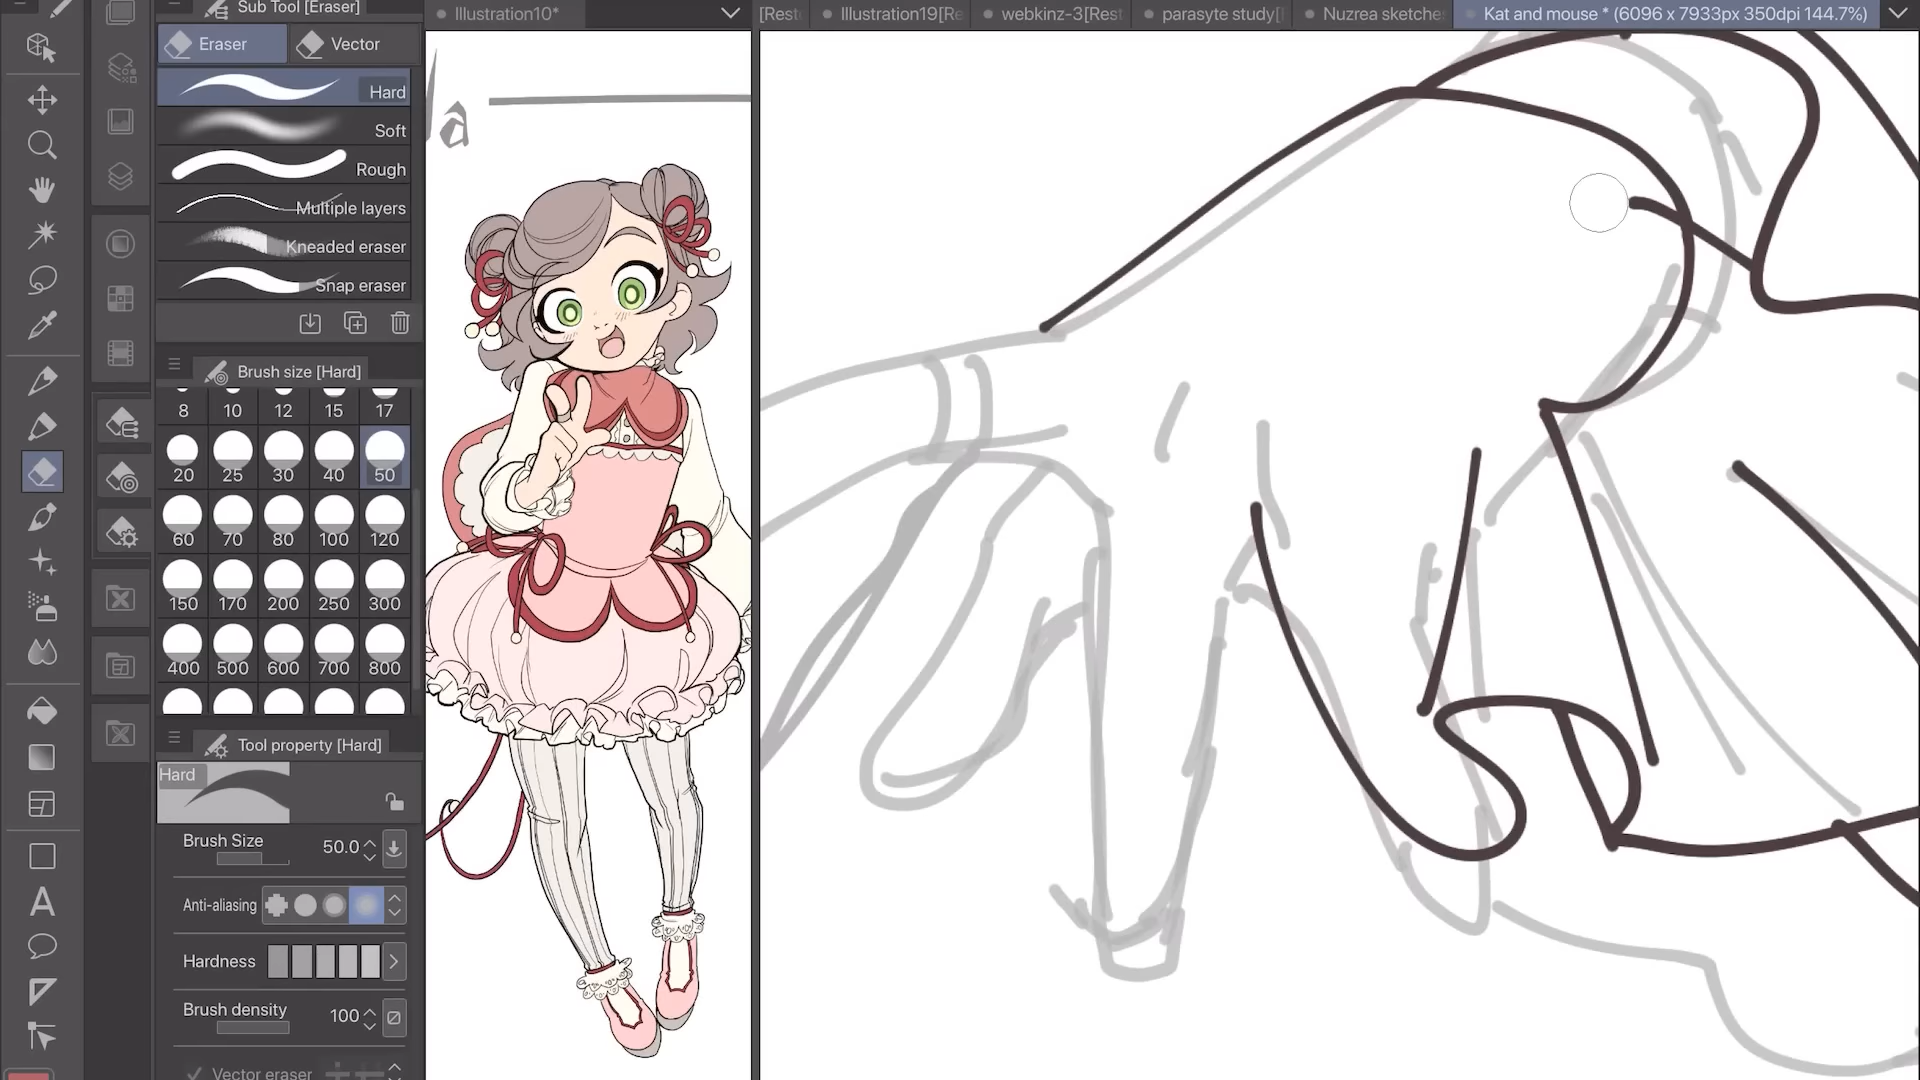 Sub Tool [Eraser]
Illustration10*
[Rest
Illustration19[Re
webkinz-3[Rest
parasyte study[
Nuzrea sketche
Kat and mouse * (6096 x 7933px 350dpi 144.7%)
Eraser
Vector
Hard
Soft
Rough
Multiple layers
Kneaded eraser
Snap eraser
Brush size [Hard]
8 10 12 15 17
20 25 30 40 50
60 70 80 100 120
150 170 200 250 300
400 500 600 700 800
Tool property [Hard]
Hard
Brush Size 50.0
Anti-aliasing
Hardness
Brush density 100
Vector eraser
a
A